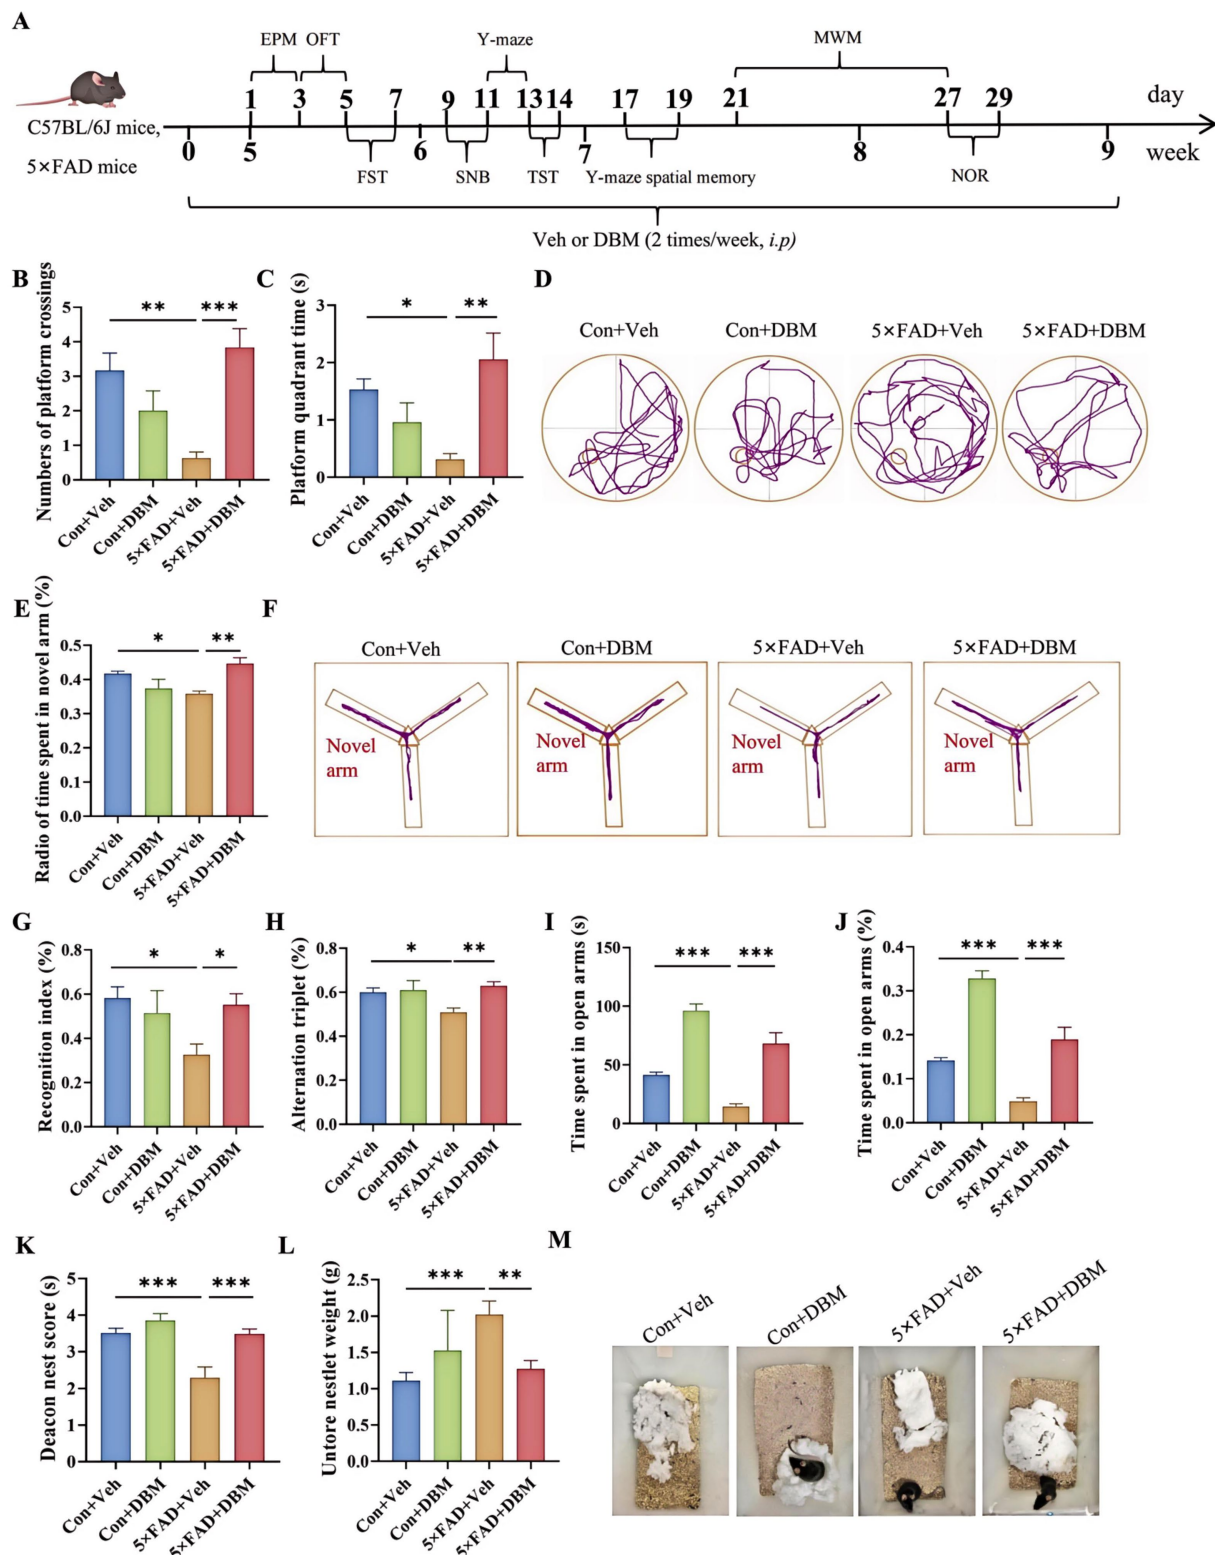 A
EPM OFT
Y-maze
MWM
1 3 5 7 9 11 13 14 17 19 21 27 29 day
C57BL/6J mice,
0 5 6 7 8 9 week
5×FAD mice
FST SNB TST Y-maze spatial memory NOR
Veh or DBM (2 times/week, i.p)
B
Numbers of platform crossings
5
4
3
2
1
0
** ***
Con+Veh
Con+DBM
5×FAD+Veh
5×FAD+DBM
C
Platform quadrant time (s)
3
2
1
0
* **
Con+Veh
Con+DBM
5×FAD+Veh
5×FAD+DBM
D
Con+Veh Con+DBM 5×FAD+Veh 5×FAD+DBM
E
Radio of time spent in novel arm (%)
0.5
0.4
0.3
0.2
0.1
0.0
* **
Con+Veh
Con+DBM
5×FAD+Veh
5×FAD+DBM
F
Con+Veh Con+DBM 5×FAD+Veh 5×FAD+DBM
Novel
arm
Novel
arm
Novel
arm
Novel
arm
G
Recognition index (%)
0.8
0.6
0.4
0.2
0.0
* *
Con+Veh
Con+DBM
5×FAD+Veh
5×FAD+DBM
H
Alternation triplet (%)
0.8
0.6
0.4
0.2
0.0
* **
Con+Veh
Con+DBM
5×FAD+Veh
5×FAD+DBM
I
Time spent in open arms (s)
150
100
50
0
*** ***
Con+Veh
Con+DBM
5×FAD+Veh
5×FAD+DBM
J
Time spent in open arms (%)
0.4
0.3
0.2
0.1
0.0
*** ***
Con+Veh
Con+DBM
5×FAD+Veh
5×FAD+DBM
K
Deacon nest score (s)
5
4
3
2
1
0
*** ***
Con+Veh
Con+DBM
5×FAD+Veh
5×FAD+DBM
L
Untore nestlet weight (g)
2.5
2.0
1.5
1.0
0.5
0.0
*** **
Con+Veh
Con+DBM
5×FAD+Veh
5×FAD+DBM
M
Con+Veh
Con+DBM
5×FAD+Veh
5×FAD+DBM